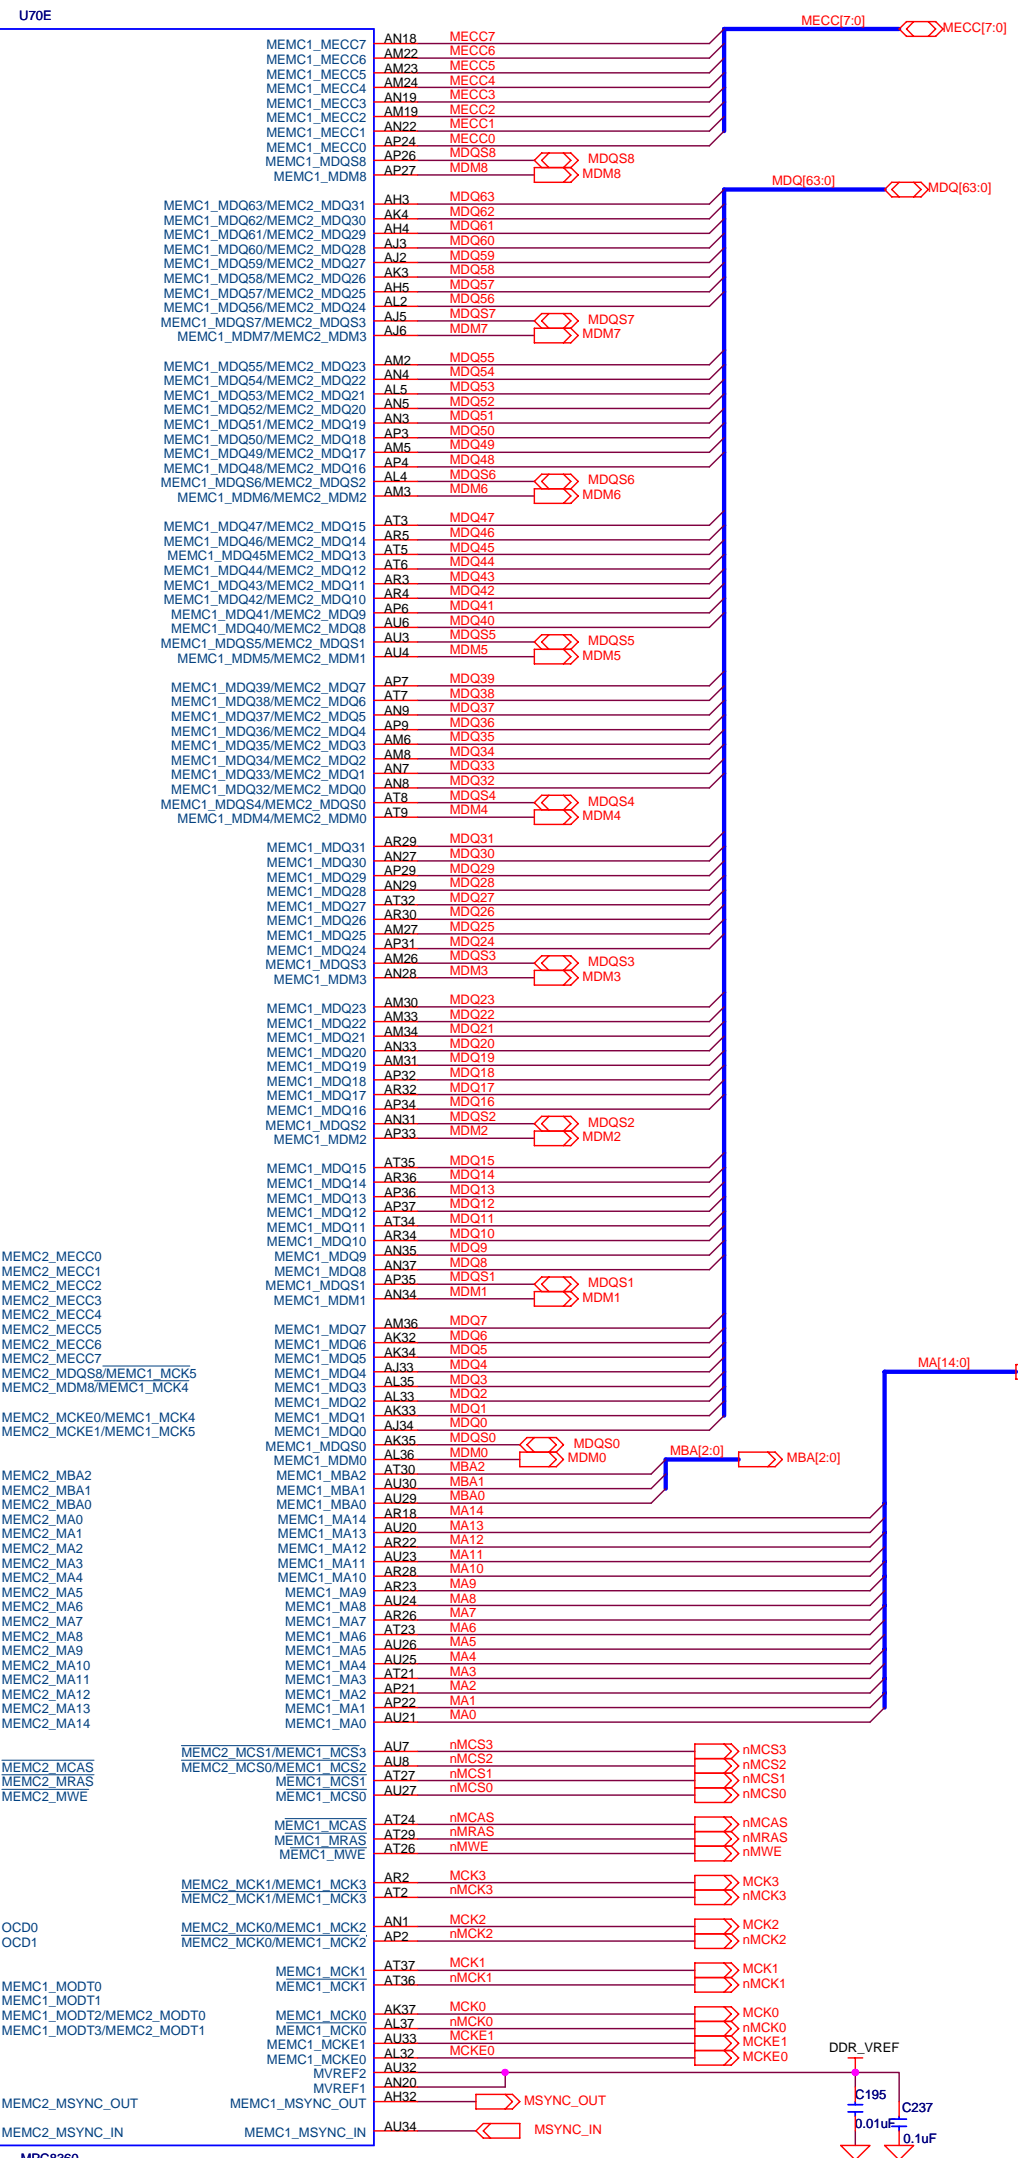 U70E
MECC[7:0]
MECC[7:0]
MEMC1_MECC7 AN18 MECC7
MEMC1_MECC6 AM22 MECC6
MEMC1_MECC5 AM23 MECC5
MEMC1_MECC4 AM24 MECC4
MEMC1_MECC3 AN19 MECC3
MEMC1_MECC2 AM19 MECC2
MEMC1_MECC1 AN22 MECC1
MEMC1_MECC0 AP24 MECC0
MEMC1_MDQS8 AP26 MDQS8 MDQS8
MEMC1_MDM8 AP27 MDM8 MDM8
MDQ[63:0] MDQ[63:0]
MEMC1_MDQ63/MEMC2_MDQ31 AH3 MDQ63
MEMC1_MDQ62/MEMC2_MDQ30 AK4 MDQ62
MEMC1_MDQ61/MEMC2_MDQ29 AH4 MDQ61
MEMC1_MDQ60/MEMC2_MDQ28 AJ3 MDQ60
MEMC1_MDQ59/MEMC2_MDQ27 AJ2 MDQ59
MEMC1_MDQ58/MEMC2_MDQ26 AK3 MDQ58
MEMC1_MDQ57/MEMC2_MDQ25 AH5 MDQ57
MEMC1_MDQ56/MEMC2_MDQ24 AL2 MDQ56
MEMC1_MDQS7/MEMC2_MDQS3 AJ5 MDQS7 MDQS7
MEMC1_MDM7/MEMC2_MDM3 AJ6 MDM7 MDM7
MEMC1_MDQ55/MEMC2_MDQ23 AM2 MDQ55
MEMC1_MDQ54/MEMC2_MDQ22 AN4 MDQ54
MEMC1_MDQ53/MEMC2_MDQ21 AL5 MDQ53
MEMC1_MDQ52/MEMC2_MDQ20 AN5 MDQ52
MEMC1_MDQ51/MEMC2_MDQ19 AN3 MDQ51
MEMC1_MDQ50/MEMC2_MDQ18 AP3 MDQ50
MEMC1_MDQ49/MEMC2_MDQ17 AM5 MDQ49
MEMC1_MDQ48/MEMC2_MDQ16 AP4 MDQ48
MEMC1_MDQS6/MEMC2_MDQS2 AL4 MDQS6 MDQS6
MEMC1_MDM6/MEMC2_MDM2 AM3 MDM6 MDM6
MEMC1_MDQ47/MEMC2_MDQ15 AT3 MDQ47
MEMC1_MDQ46/MEMC2_MDQ14 AR5 MDQ46
MEMC1_MDQ45MEMC2_MDQ13 AT5 MDQ45
MEMC1_MDQ44/MEMC2_MDQ12 AT6 MDQ44
MEMC1_MDQ43/MEMC2_MDQ11 AR3 MDQ43
MEMC1_MDQ42/MEMC2_MDQ10 AR4 MDQ42
MEMC1_MDQ41/MEMC2_MDQ9 AP6 MDQ41
MEMC1_MDQ40/MEMC2_MDQ8 AU6 MDQ40
MEMC1_MDQS5/MEMC2_MDQS1 AU3 MDQS5 MDQS5
MEMC1_MDM5/MEMC2_MDM1 AU4 MDM5 MDM5
MEMC1_MDQ39/MEMC2_MDQ7 AP7 MDQ39
MEMC1_MDQ38/MEMC2_MDQ6 AT7 MDQ38
MEMC1_MDQ37/MEMC2_MDQ5 AN9 MDQ37
MEMC1_MDQ36/MEMC2_MDQ4 AP9 MDQ36
MEMC1_MDQ35/MEMC2_MDQ3 AM6 MDQ35
MEMC1_MDQ34/MEMC2_MDQ2 AM8 MDQ34
MEMC1_MDQ33/MEMC2_MDQ1 AN7 MDQ33
MEMC1_MDQ32/MEMC2_MDQ0 AN8 MDQ32
MEMC1_MDQS4/MEMC2_MDQS0 AT8 MDQS4 MDQS4
MEMC1_MDM4/MEMC2_MDM0 AT9 MDM4 MDM4
MEMC1_MDQ31 AR29 MDQ31
MEMC1_MDQ30 AN27 MDQ30
MEMC1_MDQ29 AP29 MDQ29
MEMC1_MDQ28 AN29 MDQ28
MEMC1_MDQ27 AT32 MDQ27
MEMC1_MDQ26 AR30 MDQ26
MEMC1_MDQ25 AM27 MDQ25
MEMC1_MDQ24 AP31 MDQ24
MEMC1_MDQS3 AM26 MDQS3 MDQS3
MEMC1_MDM3 AN28 MDM3 MDM3
MEMC1_MDQ23 AM30 MDQ23
MEMC1_MDQ22 AM33 MDQ22
MEMC1_MDQ21 AM34 MDQ21
MEMC1_MDQ20 AN33 MDQ20
MEMC1_MDQ19 AM31 MDQ19
MEMC1_MDQ18 AP32 MDQ18
MEMC1_MDQ17 AR32 MDQ17
MEMC1_MDQ16 AP34 MDQ16
MEMC1_MDQS2 AN31 MDQS2 MDQS2
MEMC1_MDM2 AP33 MDM2 MDM2
MEMC1_MDQ15 AT35 MDQ15
MEMC1_MDQ14 AR36 MDQ14
MEMC1_MDQ13 AP36 MDQ13
MEMC1_MDQ12 AP37 MDQ12
MEMC1_MDQ11 AT34 MDQ11
MEMC1_MDQ10 AR34 MDQ10
MEMC2_MECC0 MEMC1_MDQ9 AN35 MDQ9
MEMC2_MECC1 MEMC1_MDQ8 AN37 MDQ8
MEMC2_MECC2 MEMC1_MDQS1 AP35 MDQS1 MDQS1
MEMC2_MECC3 MEMC1_MDM1 AN34 MDM1 MDM1
MEMC2_MECC4
MEMC2_MECC5 MEMC1_MDQ7 AM36 MDQ7
MEMC2_MECC6 MEMC1_MDQ6 AK32 MDQ6
MEMC2_MECC7 MEMC1_MDQ5 AK34 MDQ5
MEMC2_MDQS8/MEMC1_MCK5 MEMC1_MDQ4 AJ33 MDQ4 MA[14:0]
MEMC2_MDM8/MEMC1_MCK4 MEMC1_MDQ3 AL35 MDQ3
MEMC1_MDQ2 AL33 MDQ2
MEMC2_MCKE0/MEMC1_MCK4 MEMC1_MDQ1 AK33 MDQ1
MEMC2_MCKE1/MEMC1_MCK5 MEMC1_MDQ0 AJ34 MDQ0
MEMC1_MDQS0 AK35 MDQS0 MDQS0
MEMC1_MDM0 AL36 MDM0 MDM0 MBA[2:0] MBA[2:0]
MEMC2_MBA2 MEMC1_MBA2 AT30 MBA2
MEMC2_MBA1 MEMC1_MBA1 AU30 MBA1
MEMC2_MBA0 MEMC1_MBA0 AU29 MBA0
MEMC2_MA0 MEMC1_MA14 AR18 MA14
MEMC2_MA1 MEMC1_MA13 AU20 MA13
MEMC2_MA2 MEMC1_MA12 AR22 MA12
MEMC2_MA3 MEMC1_MA11 AU23 MA11
MEMC2_MA4 MEMC1_MA10 AR28 MA10
MEMC2_MA5 MEMC1_MA9 AR23 MA9
MEMC2_MA6 MEMC1_MA8 AU24 MA8
MEMC2_MA7 MEMC1_MA7 AR26 MA7
MEMC2_MA8 MEMC1_MA6 AT23 MA6
MEMC2_MA9 MEMC1_MA5 AU26 MA5
MEMC2_MA10 MEMC1_MA4 AU25 MA4
MEMC2_MA11 MEMC1_MA3 AT21 MA3
MEMC2_MA12 MEMC1_MA2 AP21 MA2
MEMC2_MA13 MEMC1_MA1 AP22 MA1
MEMC2_MA14 MEMC1_MA0 AU21 MA0
MEMC2_MCS1/MEMC1_MCS3 AU7 nMCS3 nMCS3
MEMC2_MCAS MEMC2_MCS0/MEMC1_MCS2 AU8 nMCS2 nMCS2
MEMC2_MRAS MEMC1_MCS1 AT27 nMCS1 nMCS1
MEMC2_MWE MEMC1_MCS0 AU27 nMCS0 nMCS0
MEMC1_MCAS AT24 nMCAS nMCAS
MEMC1_MRAS AT29 nMRAS nMRAS
MEMC1_MWE AT26 nMWE nMWE
MEMC2_MCK1/MEMC1_MCK3 AR2 MCK3 MCK3
MEMC2_MCK1/MEMC1_MCK3 AT2 nMCK3 nMCK3
OCD0 MEMC2_MCK0/MEMC1_MCK2 AN1 MCK2 MCK2
OCD1 MEMC2_MCK0/MEMC1_MCK2 AP2 nMCK2 nMCK2
MEMC1_MCK1 AT37 MCK1 MCK1
MEMC1_MODT0 MEMC1_MCK1 AT36 nMCK1 nMCK1
MEMC1_MODT1
MEMC1_MODT2/MEMC2_MODT0 MEMC1_MCK0 AK37 MCK0 MCK0
MEMC1_MODT3/MEMC2_MODT1 MEMC1_MCK0 AL37 nMCK0 nMCK0
MEMC1_MCKE1 AU33 MCKE1 MCKE1
MEMC1_MCKE0 AL32 MCKE0 MCKE0 DDR_VREF
MVREF2 AU32
MVREF1 AN20
MEMC2_MSYNC_OUT MEMC1_MSYNC_OUT AH32 MSYNC_OUT C195
C237
0.01uF
MEMC2_MSYNC_IN MEMC1_MSYNC_IN AU34 MSYNC_IN
0.1uF
MPC8360